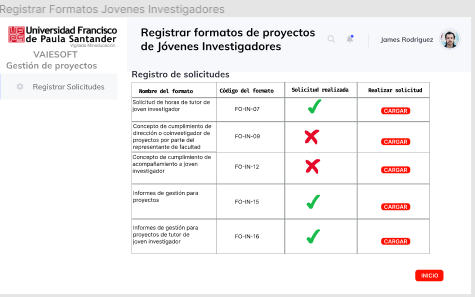 Registrar Formatos Jovenes Investigadores
Universidad Francisco
de Paula Santander
Vigilada Mineducación
VAIESOFT
Gestión de proyectos
Registrar Solicitudes
Registrar formatos de proyectos
de Jóvenes Investigadores
James Rodriguez
Registro de solicitudes
Nombre del formato
Código del formato
Solicitud realizada
Realizar solicitud
Solicitud de horas de tutor de
joven investigador
FO-IN-07
CARGAR
Concepto de cumplimiento de
dirección o coinvestigador de
proyectos por parte del
representante de facultad
FO-IN-09
CARGAR
Concepto de cumplimiento de
acompañamiento a joven
investigador
FO-IN-12
CARGAR
Informes de gestión para
proyectos
FO-IN-15
CARGAR
Informes de gestión para
proyectos de tutor de
joven investigador
FO-IN-16
CARGAR
INICIO